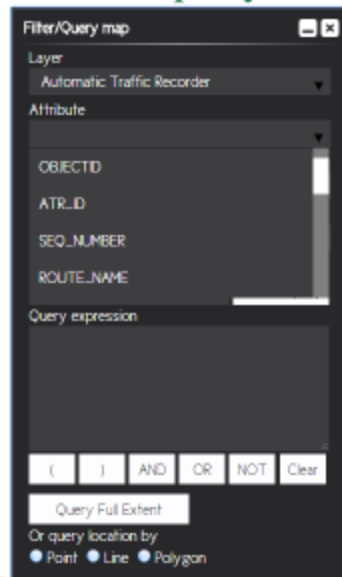 Filter/Query map
Layer
Automatic Traffic Recorder
Attribute
OBJECTID
ATR_ID
SEQ_NUMBER
ROUTE_NAME
Query expression
( ) AND OR NOT Clear
Query Full Extent
Or query location by
Point Line Polygon